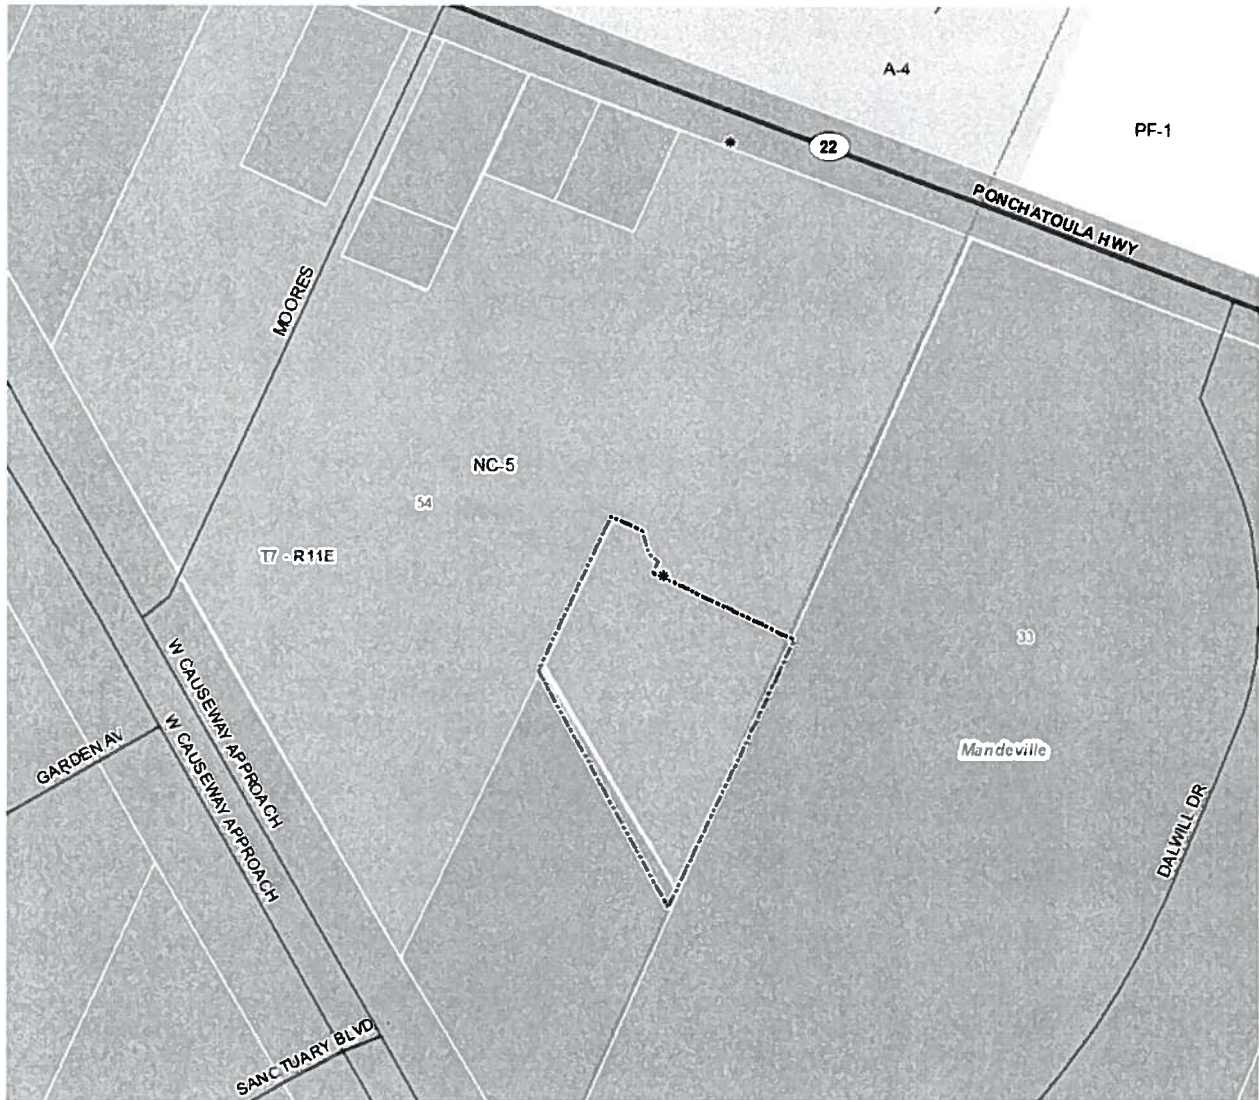 A-4
PF-1
22
PONCHATOULA HWY
MOORES
NC-5
54
T7 - R11E
33
W CAUSEWAY APPROACH
W CAUSEWAY APPROACH
GARDEN AV
Mandeville
DALWILL DR
SANCTUARY BLVD